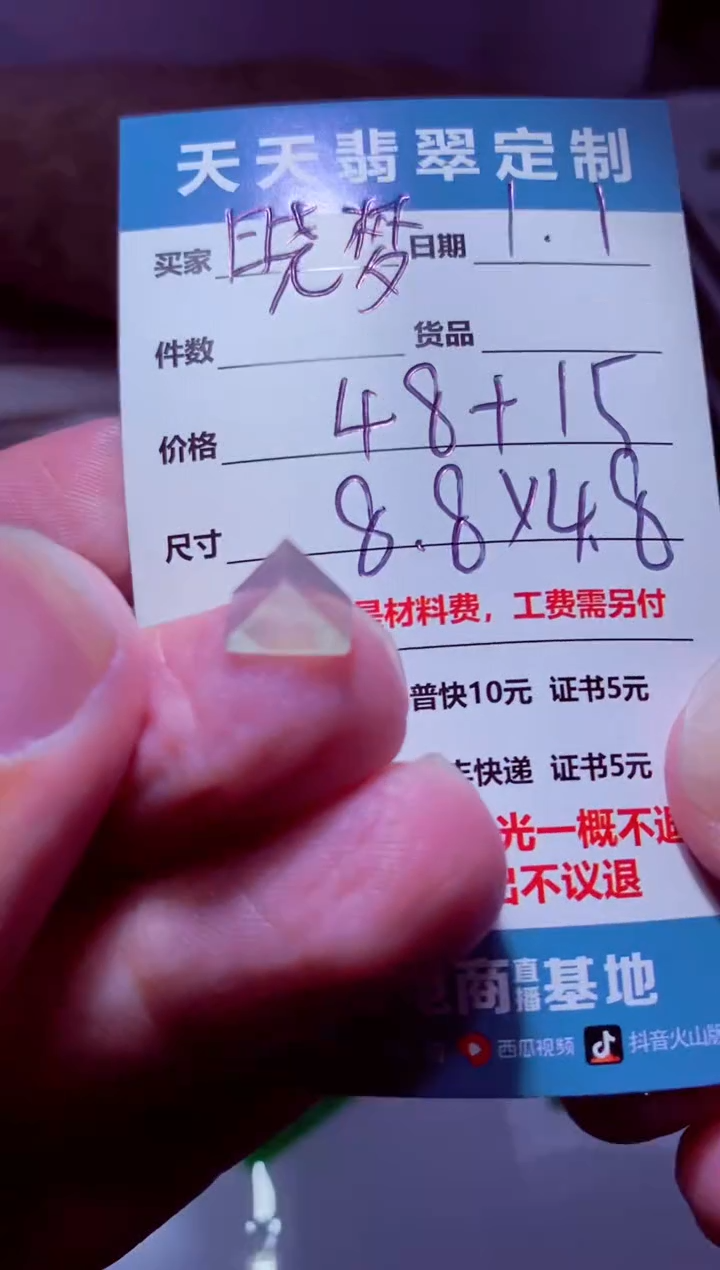 天天翡翠定制
买家 晓梦 日期 1.1
件数 货品
价格 48+15
尺寸 8.8x4.8
材料费，工费需另付
普快10元 证书5元
快递 证书5元
光一概不退
不议退
商直播基地
西瓜视频 抖音火山版